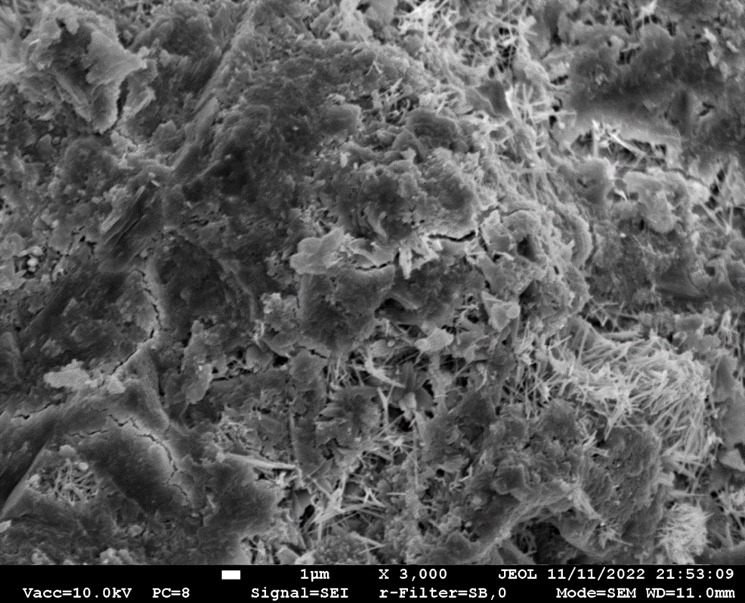 1µm X 3,000 JEOL 11/11/2022 21:53:09
Vacc=10.0kV PC=8 Signal=SEI r-Filter=SB,0 Mode=SEM WD=11.0mm